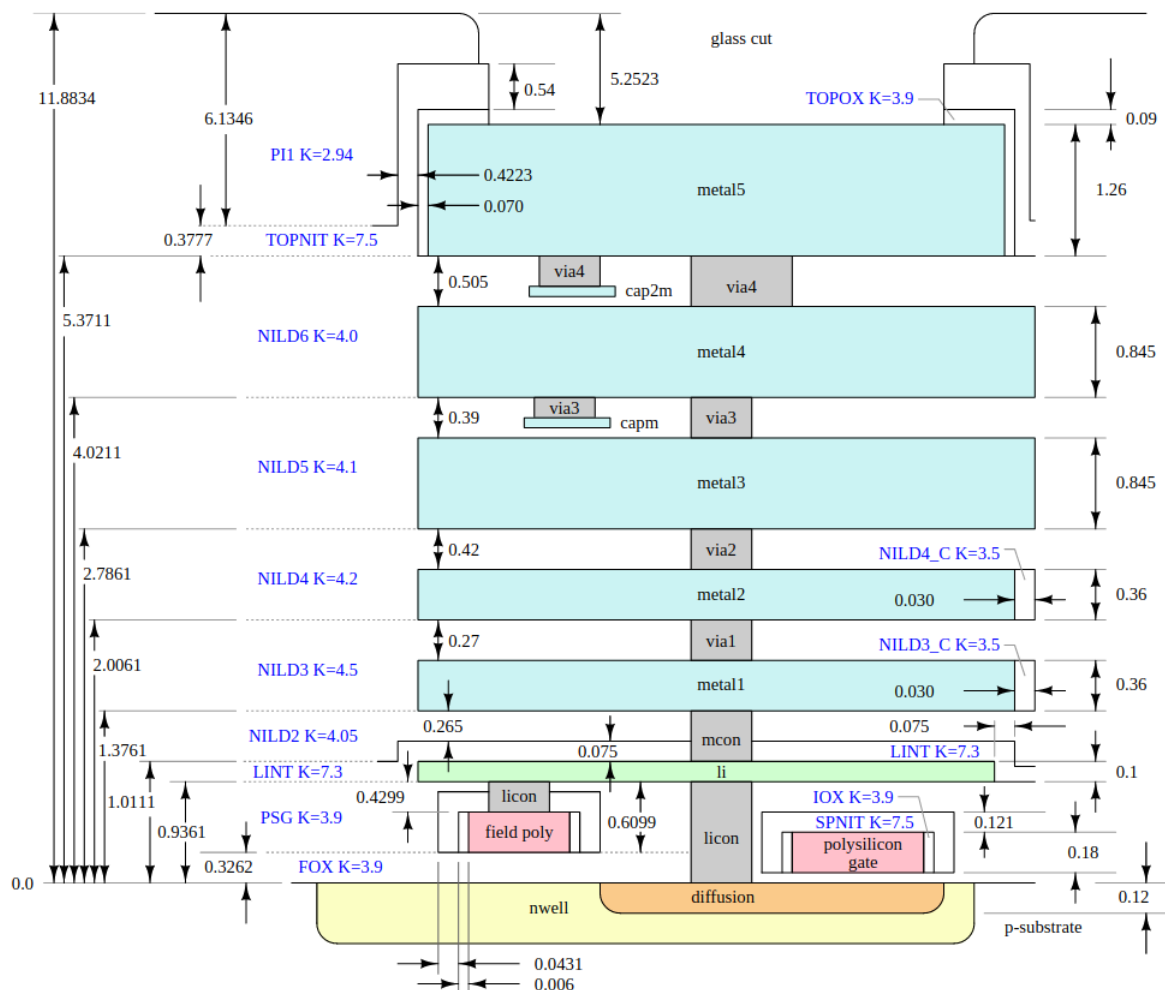 glass cut
11.8834
6.1346
0.54
5.2523
TOPOX K=3.9
0.09
PI1 K=2.94
0.4223
metal5
1.26
0.070
0.3777
TOPNIT K=7.5
0.505
via4
via4
cap2m
5.3711
NILD6 K=4.0
metal4
0.845
0.39
via3
via3
capm
4.0211
NILD5 K=4.1
metal3
0.845
0.42
via2
NILD4_C K=3.5
2.7861
NILD4 K=4.2
metal2
0.030
0.36
0.27
via1
NILD3_C K=3.5
2.0061
NILD3 K=4.5
metal1
0.030
0.36
0.265
0.075
NILD2 K=4.05
mcon
1.3761
0.075
LINT K=7.3
LINT K=7.3
li
0.1
1.0111
0.4299
licon
IOX K=3.9
PSG K=3.9
0.6099
SPNIT K=7.5
0.121
0.9361
field poly
licon
polysilicon
gate
0.18
0.3262
FOX K=3.9
0.0
diffusion
0.12
nwell
p-substrate
0.0431
0.006